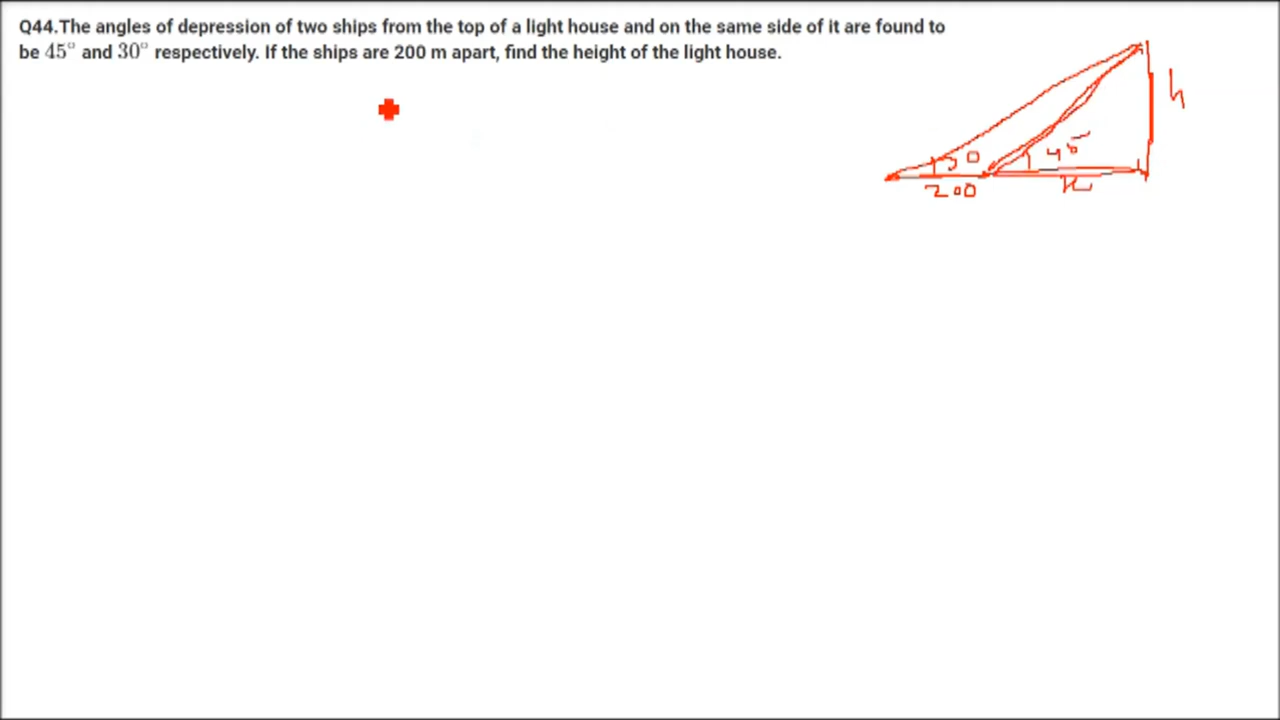 Q44.The angles of depression of two ships from the top of a light house and on the same side of it are found to
be 45° and 30° respectively. If the ships are 200 m apart, find the height of the light house.
h
30 45
200 x